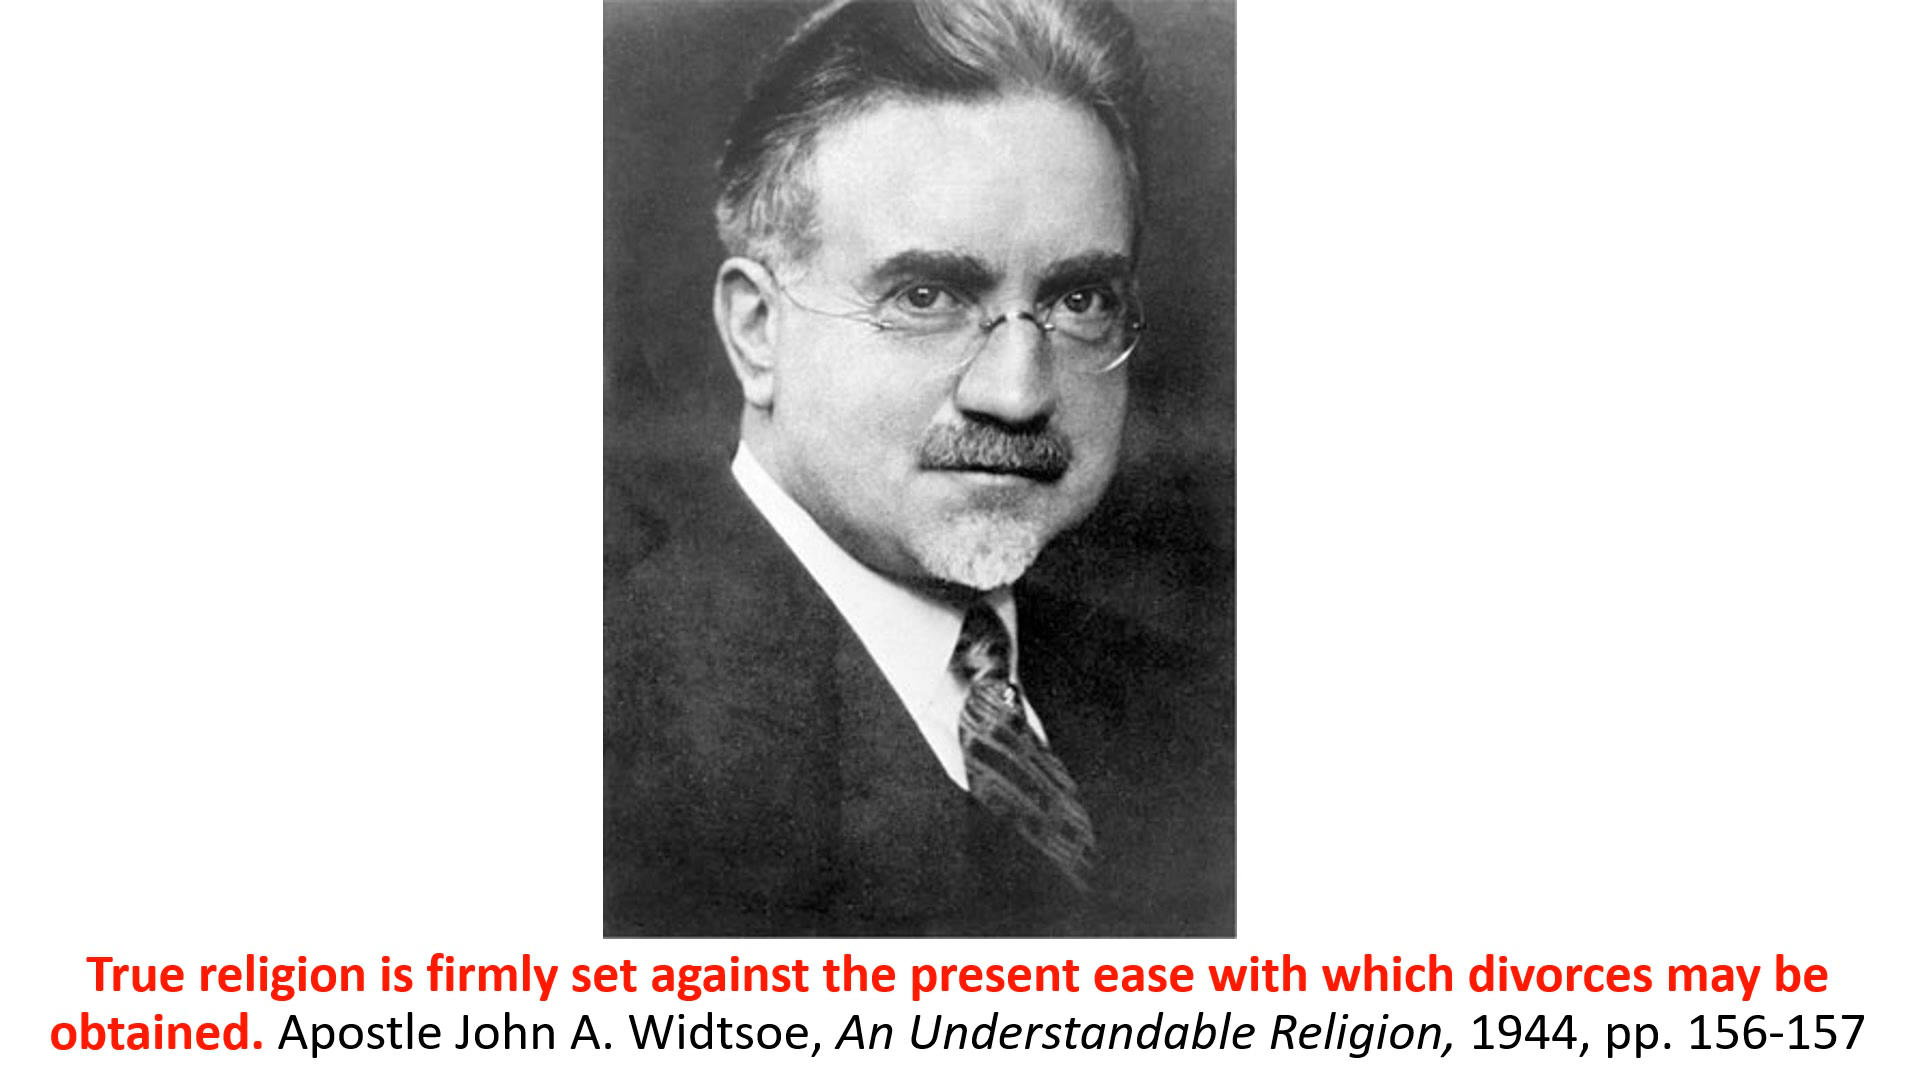 True religion is firmly set against the present ease with which divorces may be
obtained. Apostle John A. Widtsoe, An Understandable Religion, 1944, pp. 156-157